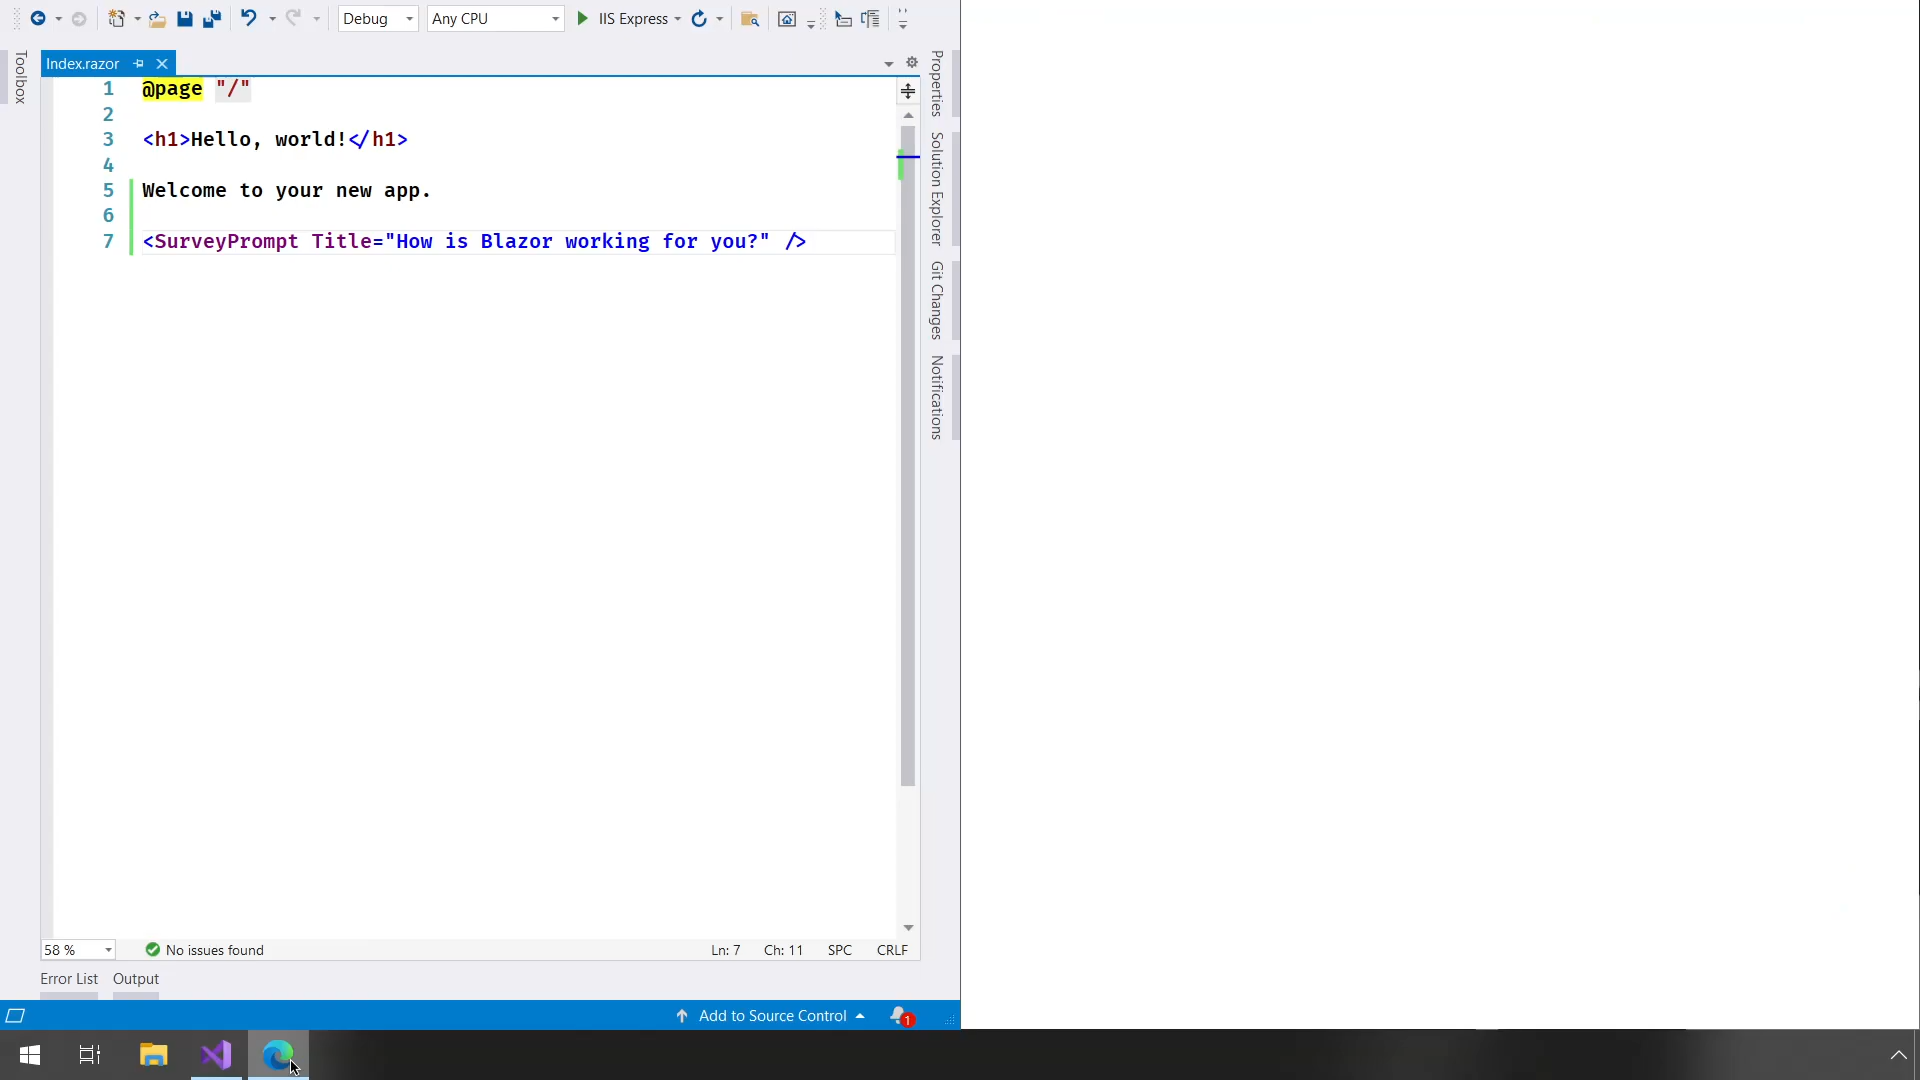 Debug Any CPU IIS Express
Toolbox
Index.razor
1 @page "/"
2
3 <h1>Hello, world!</h1>
4
5 Welcome to your new app.
6
7 <SurveyPrompt Title="How is Blazor working for you?" />
Properties
Solution Explorer
Git Changes
Notifications
58 % No issues found Ln: 7 Ch: 11 SPC CRLF
Error List Output
Add to Source Control 1